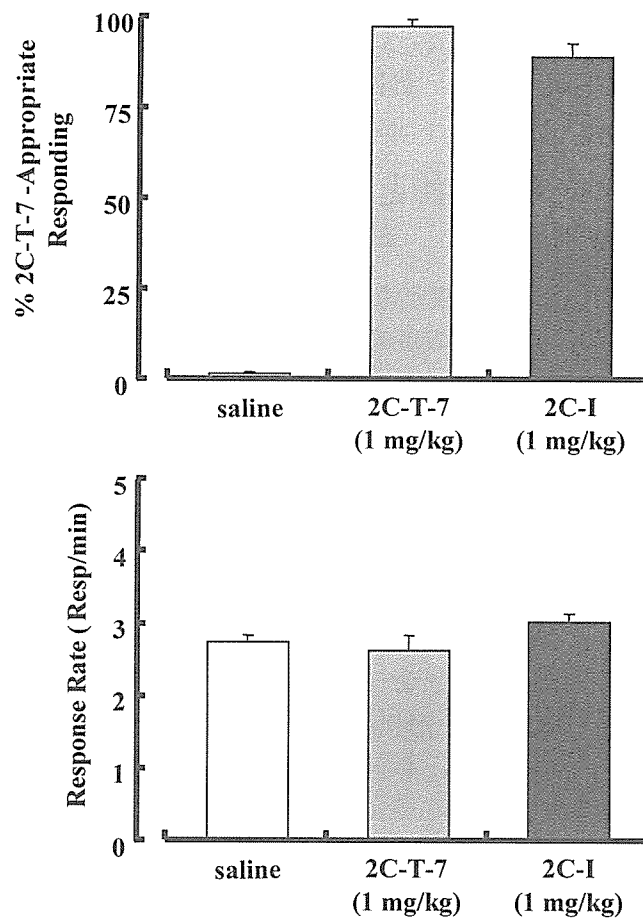 % 2C-T-7 -Appropriate
Responding
100
75
50
25
0
saline
2C-T-7
(1 mg/kg)
2C-I
(1 mg/kg)
Response Rate ( Resp/min)
5
4
3
2
1
0
saline
2C-T-7
(1 mg/kg)
2C-I
(1 mg/kg)